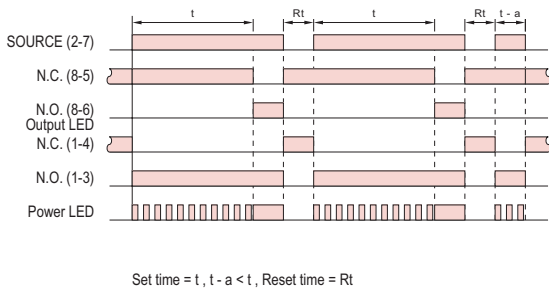 t Rt t Rt t - a
SOURCE (2-7)
N.C. (8-5)
N.O. (8-6)
Output LED
N.C. (1-4)
N.O. (1-3)
Power LED
Set time = t , t - a < t , Reset time = Rt